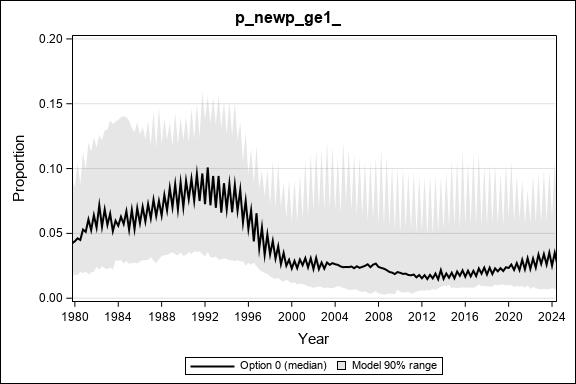 p_newp_ge1_
0.20
0.15
0.10
0.05
0.00
Proportion
1980 1984 1988 1992 1996 2000 2004 2008 2012 2016 2020 2024
Year
Option 0 (median) Model 90% range